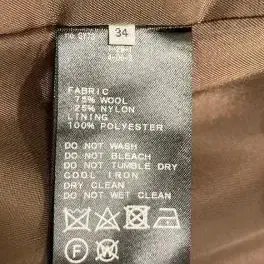 34
FABRIC
75% WOOL
25% NYLON
LINING
100% POLYESTER
DO NOT WASH
DO NOT BLEACH
DO NOT TUMBLE DRY
COOL IRON
DRY CLEAN
DO NOT WET CLEAN
F W